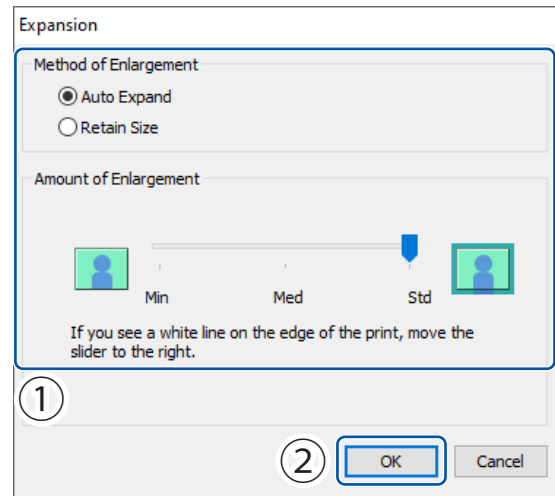 Expansion
Method of Enlargement
Auto Expand
Retain Size
Amount of Enlargement
Min Med Std
If you see a white line on the edge of the print, move the
slider to the right.
1
2 OK Cancel